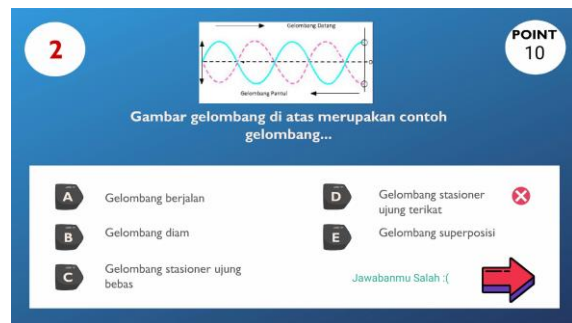 2
Gelombang Datang
Gelombang Pantul
POINT
10
Gambar gelombang di atas merupakan contoh
gelombang...
A
Gelombang berjalan
B
Gelombang diam
C
Gelombang stasioner ujung
bebas
D
Gelombang stasioner
ujung terikat
E
Gelombang superposisi
Jawabanmu Salah :(